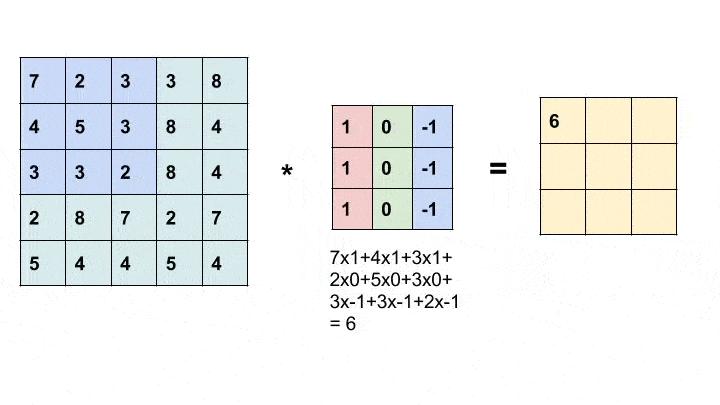 7 2 3 3 8
4 5 3 8 4
3 3 2 8 4
2 8 7 2 7
5 4 4 5 4
*
1 0 -1
1 0 -1
1 0 -1
7x1+4x1+3x1+
2x0+5x0+3x0+
3x-1+3x-1+2x-1
= 6
=
6